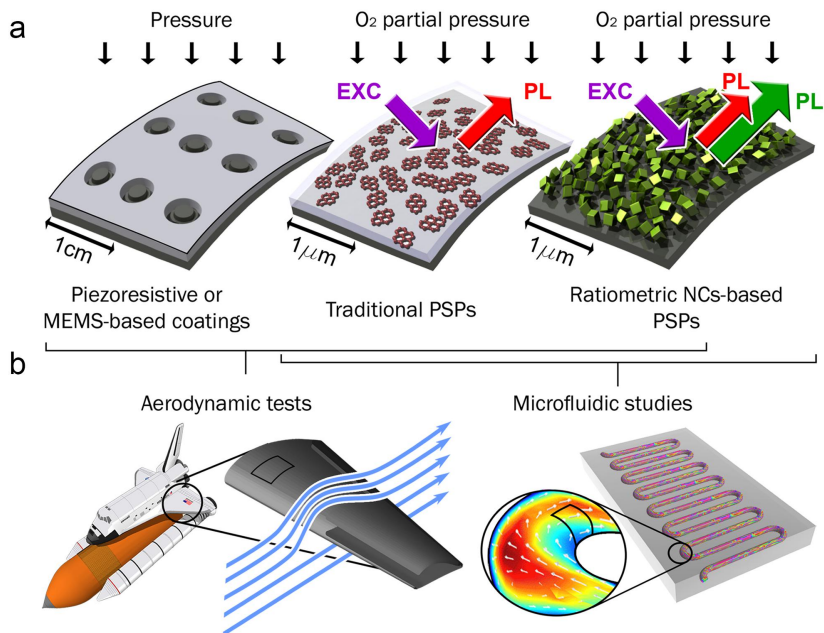 a
Pressure
O₂ partial pressure
O₂ partial pressure
EXC
PL
EXC
PL
PL
1cm
1μm
1μm
Piezoresistive or
MEMS-based coatings
Traditional PSPs
Ratiometric NCs-based
PSPs
b
Aerodynamic tests
Microfluidic studies